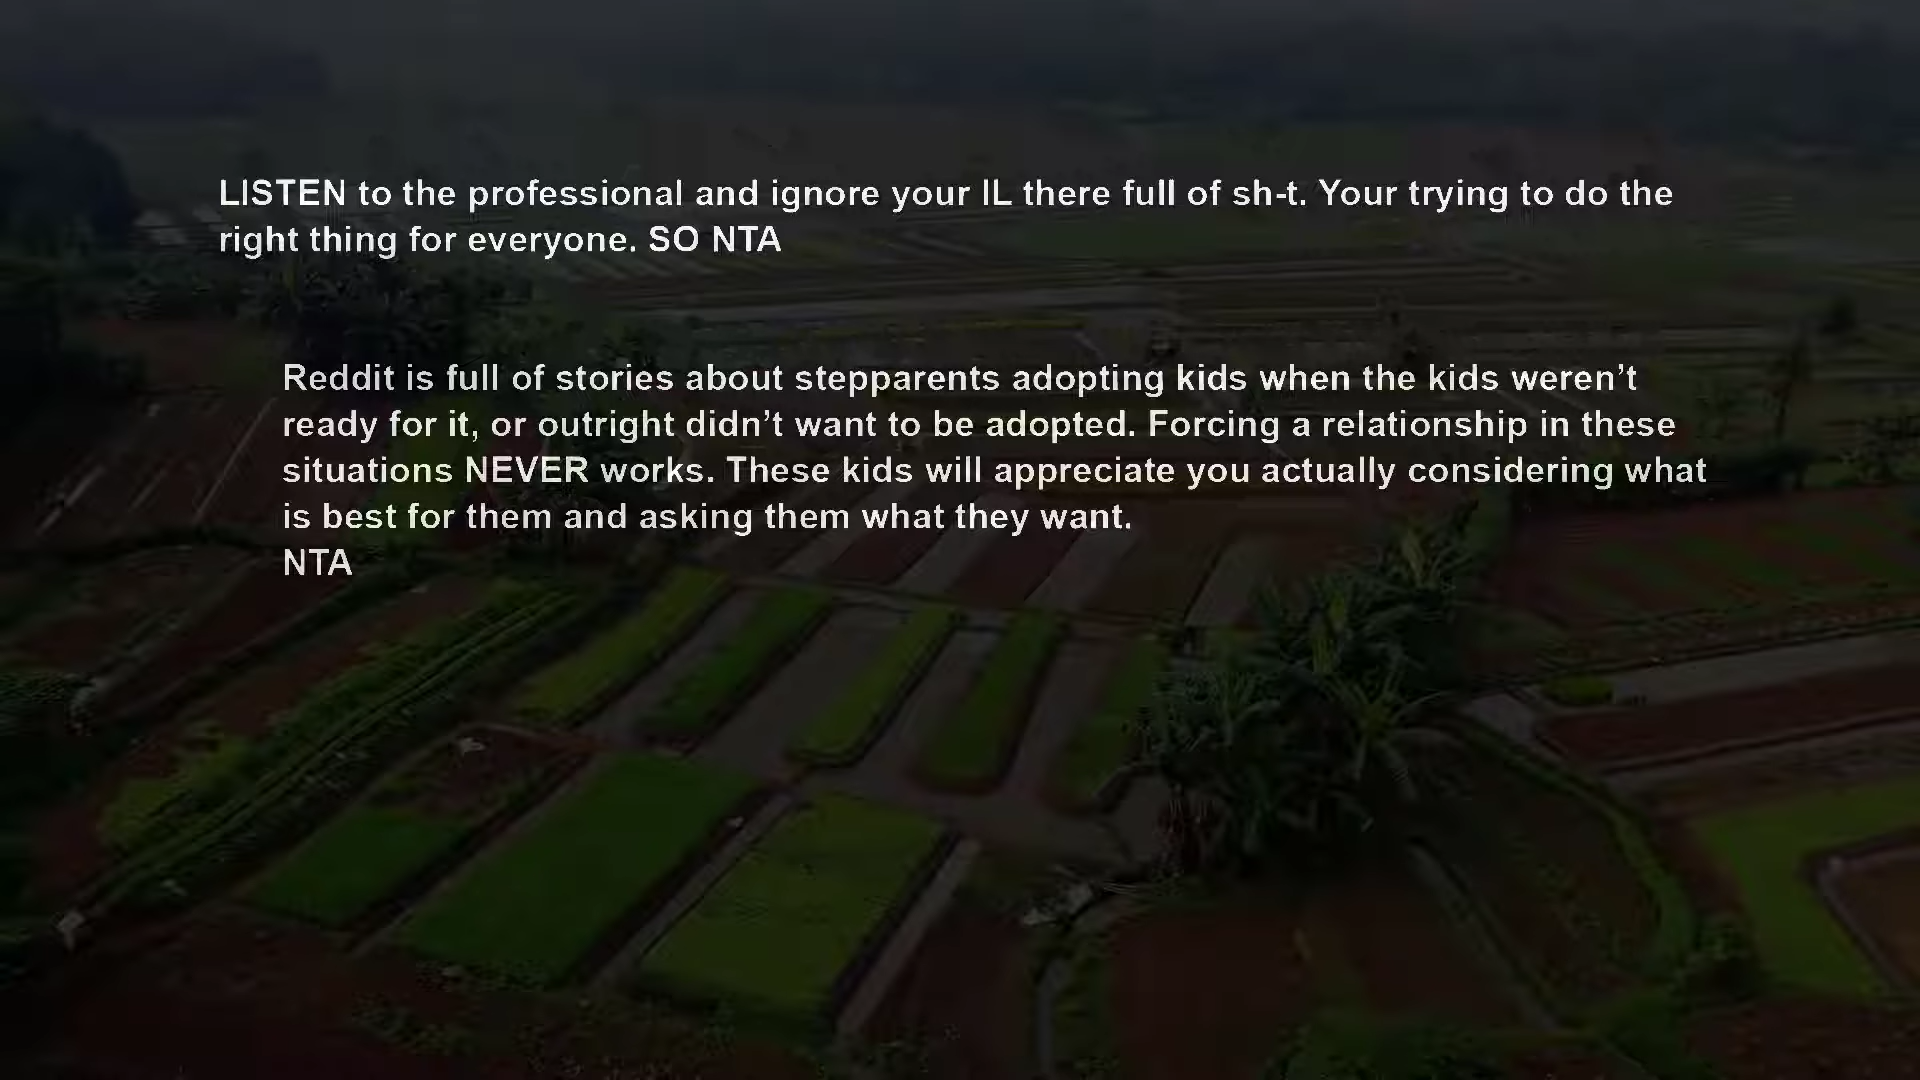 LISTEN to the professional and ignore your IL there full of sh-t. Your trying to do the
right thing for everyone. SO NTA
Reddit is full of stories about stepparents adopting kids when the kids weren’t
ready for it, or outright didn’t want to be adopted. Forcing a relationship in these
situations NEVER works. These kids will appreciate you actually considering what
is best for them and asking them what they want.
NTA